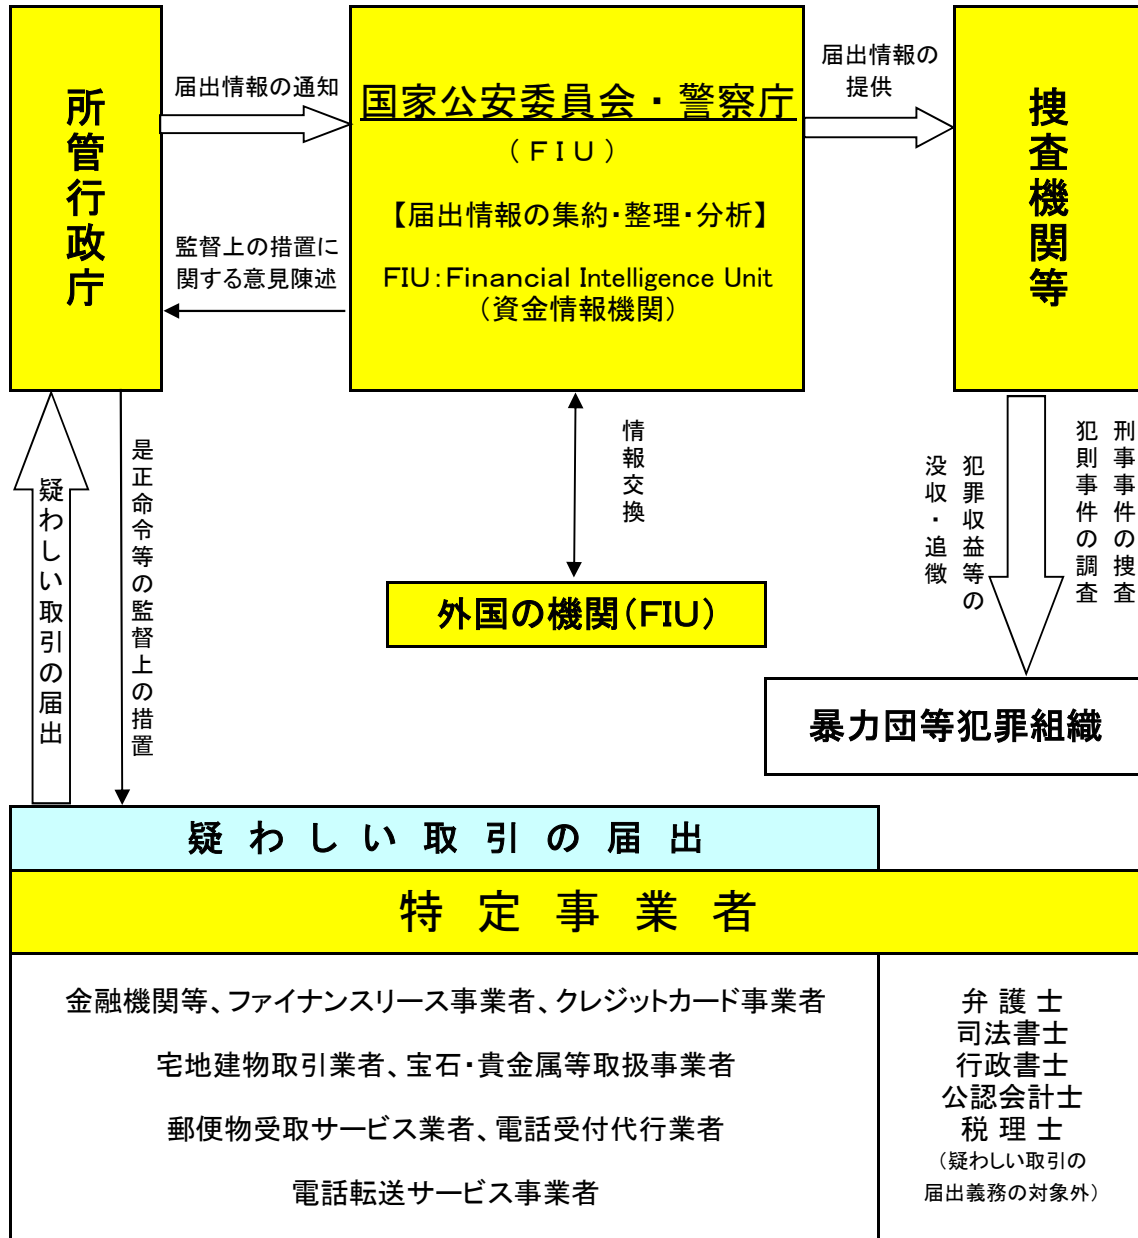 所管行政庁
届出情報の通知
監督上の措置に
関する意見陳述
国家公安委員会・警察庁
(FIU)
【届出情報の集約・整理・分析】
FIU:Financial Intelligence Unit
(資金情報機関)
届出情報の
提供
捜査機関等
疑わしい取引の届出
是正命令等の監督上の措置
情報交換
外国の機関(FIU)
刑事事件の捜査
犯則事件の調査
犯罪収益等の
没収・追徴
暴力団等犯罪組織
疑わしい取引の届出
特定事業者
金融機関等、ファイナンスリース事業者、クレジットカード事業者
宅地建物取引業者、宝石・貴金属等取扱事業者
郵便物受取サービス業者、電話受付代行業者
電話転送サービス事業者
弁護士
司法書士
行政書士
公認会計士
税理士
(疑わしい取引の
届出義務の対象外)